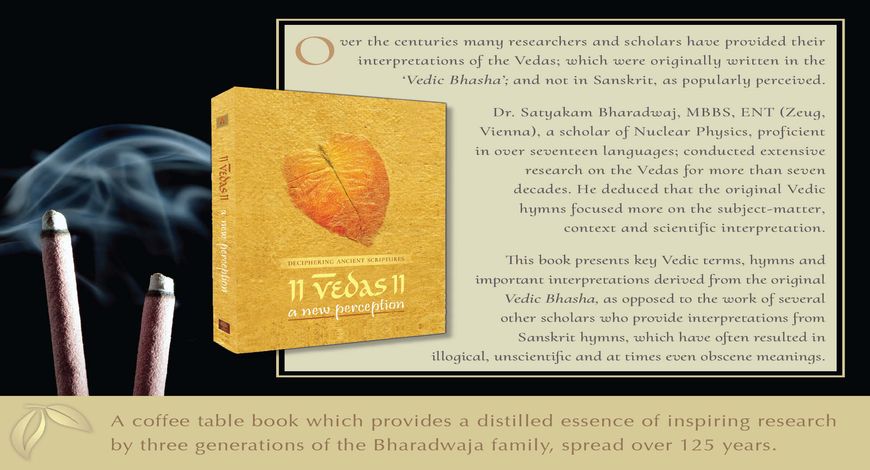 Over the centuries many researchers and scholars have provided their
interpretations of the Vedas; which were originally written in the
‘Vedic Bhasha’; and not in Sanskrit, as popularly perceived.
Dr. Satyakam Bharadwaj, MBBS, ENT (Zeug,
Vienna), a scholar of Nuclear Physics, proficient
in over seventeen languages; conducted extensive
research on the Vedas for more than seven
decades. He deduced that the original Vedic
hymns focused more on the subject-matter,
context and scientific interpretation.
This book presents key Vedic terms, hymns and
important interpretations derived from the original
Vedic Bhasha, as opposed to the work of several
other scholars who provide interpretations from
Sanskrit hymns, which have often resulted in
illogical, unscientific and at times even obscene meanings.
॥ vedas ॥ a new perception
DECIPHERING ANCIENT SCRIPTURES
॥ vedas ॥
a new perception
A coffee table book which provides a distilled essence of inspiring research
by three generations of the Bharadwaja family, spread over 125 years.